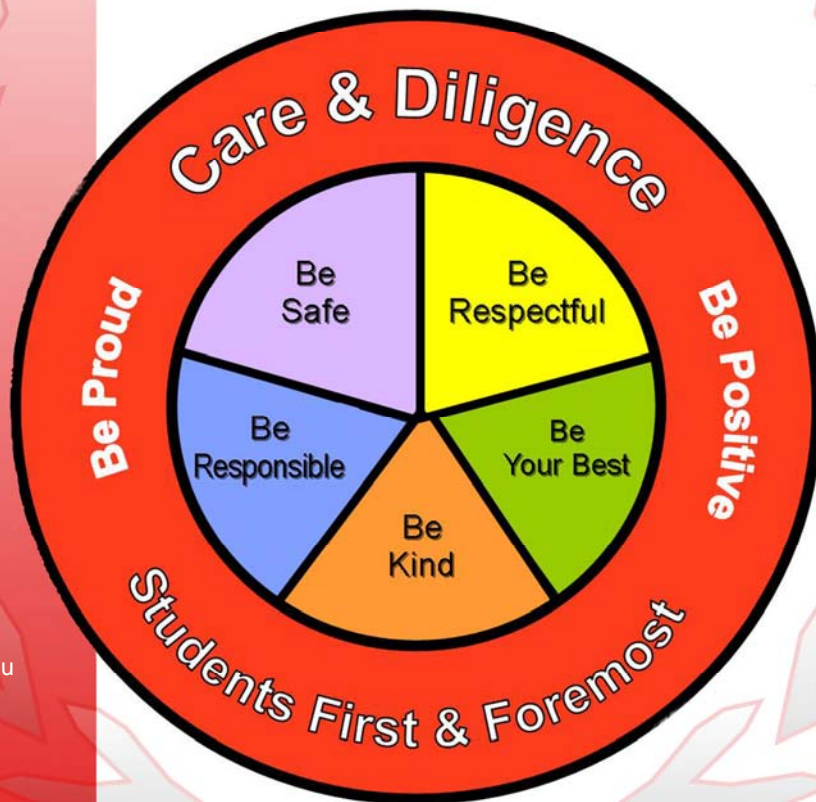 Care & Diligence
Be
Safe
Be
Respectful
Be Proud
Be Positive
Be
Responsible
Be
Your Best
Be
Kind
Students First & Foremost
u